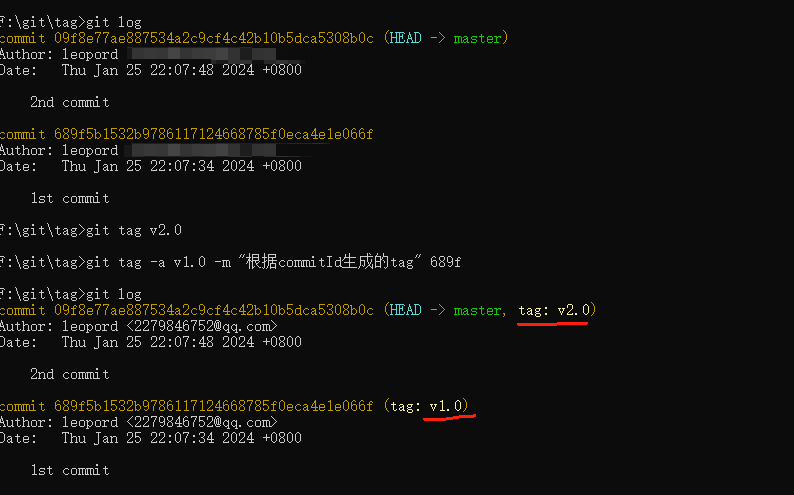 F:\git\tag>git log
commit 09f8e77ae887534a2c9cf4c42b10b5dca5308b0c (HEAD -> master)
Author: leopord
Date:   Thu Jan 25 22:07:48 2024 +0800
2nd commit
commit 689f5b1532b9786117124668785f0eca4e1e066f
Author: leopord
Date:   Thu Jan 25 22:07:34 2024 +0800
1st commit
F:\git\tag>git tag v2.0
F:\git\tag>git tag -a v1.0 -m "根据commitId生成的tag" 689f
F:\git\tag>git log
commit 09f8e77ae887534a2c9cf4c42b10b5dca5308b0c (HEAD -> master, tag: v2.0)
Author: leopord <2279846752@qq.com>
Date:   Thu Jan 25 22:07:48 2024 +0800
2nd commit
commit 689f5b1532b9786117124668785f0eca4e1e066f (tag: v1.0)
Author: leopord <2279846752@qq.com>
Date:   Thu Jan 25 22:07:34 2024 +0800
1st commit